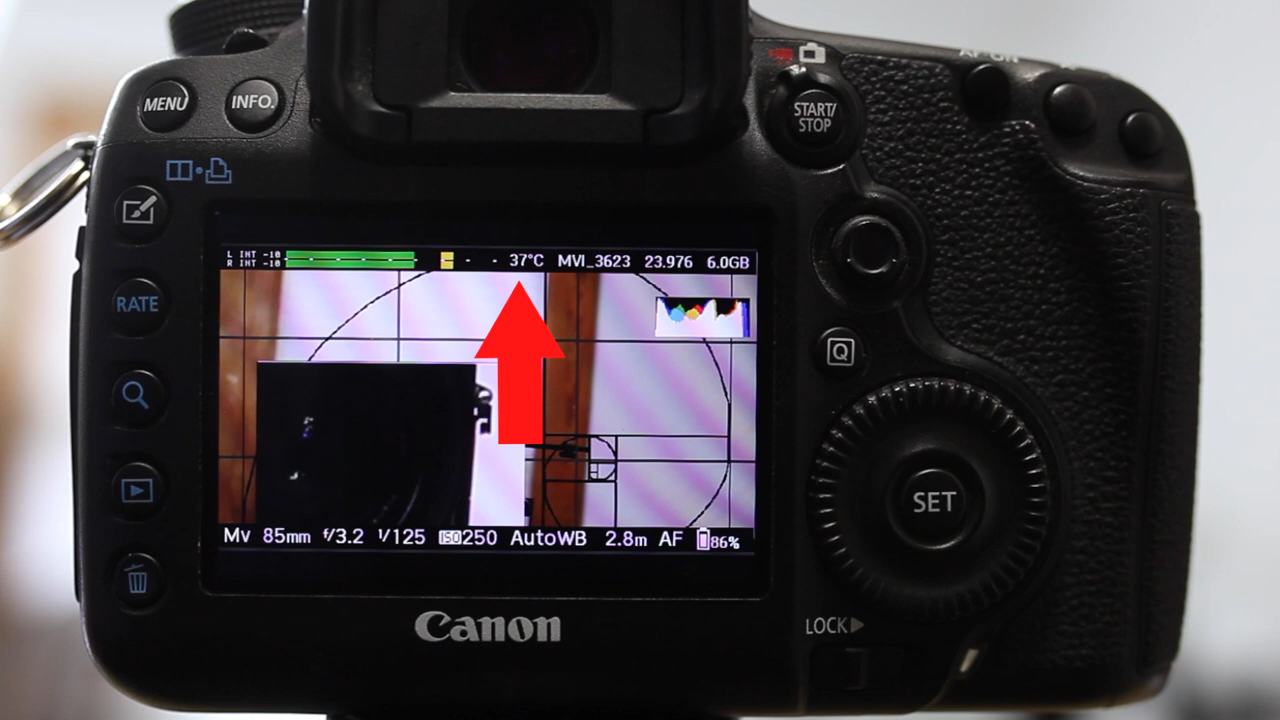 AF-ON
MENU
INFO.
START/
STOP
L INT -10
R INT -10
- - 37°C MVI_3623 23.976 6.0GB
RATE
Q
SET
Mv 85mm f/3.2 1/125 ISO250 AutoWB 2.8m AF 86%
Canon
LOCK▶